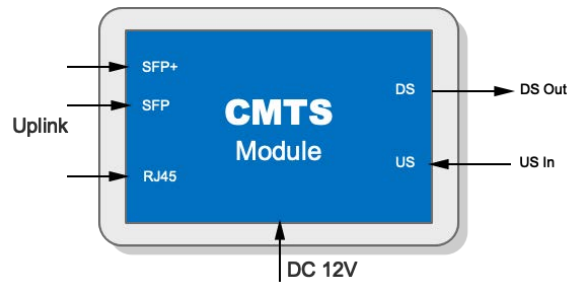 SFP+
SFP
Uplink
RJ45
CMTS
Module
DS
DS Out
US
US In
DC 12V